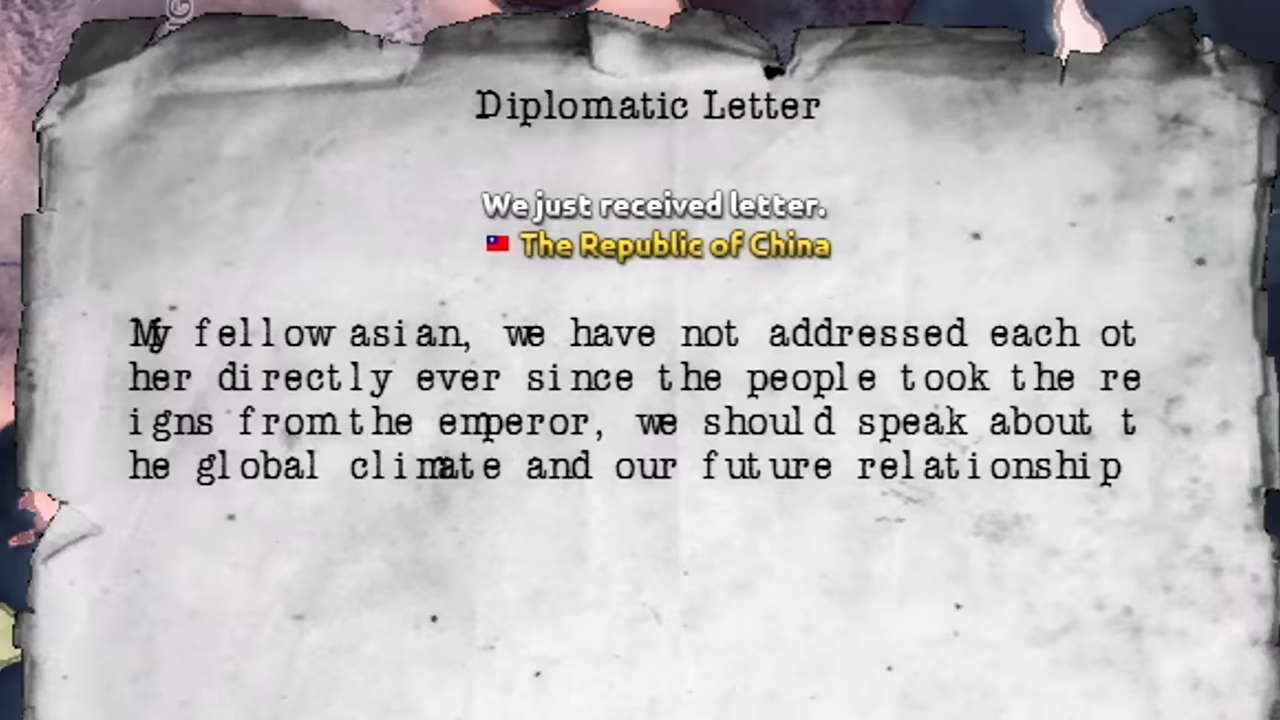 Diplomatic Letter
We just received letter.
The Republic of China
My fellow asian, we have not addressed each ot
her directly ever since the people took the re
igns from the emperor, we should speak about t
he global climate and our future relationship